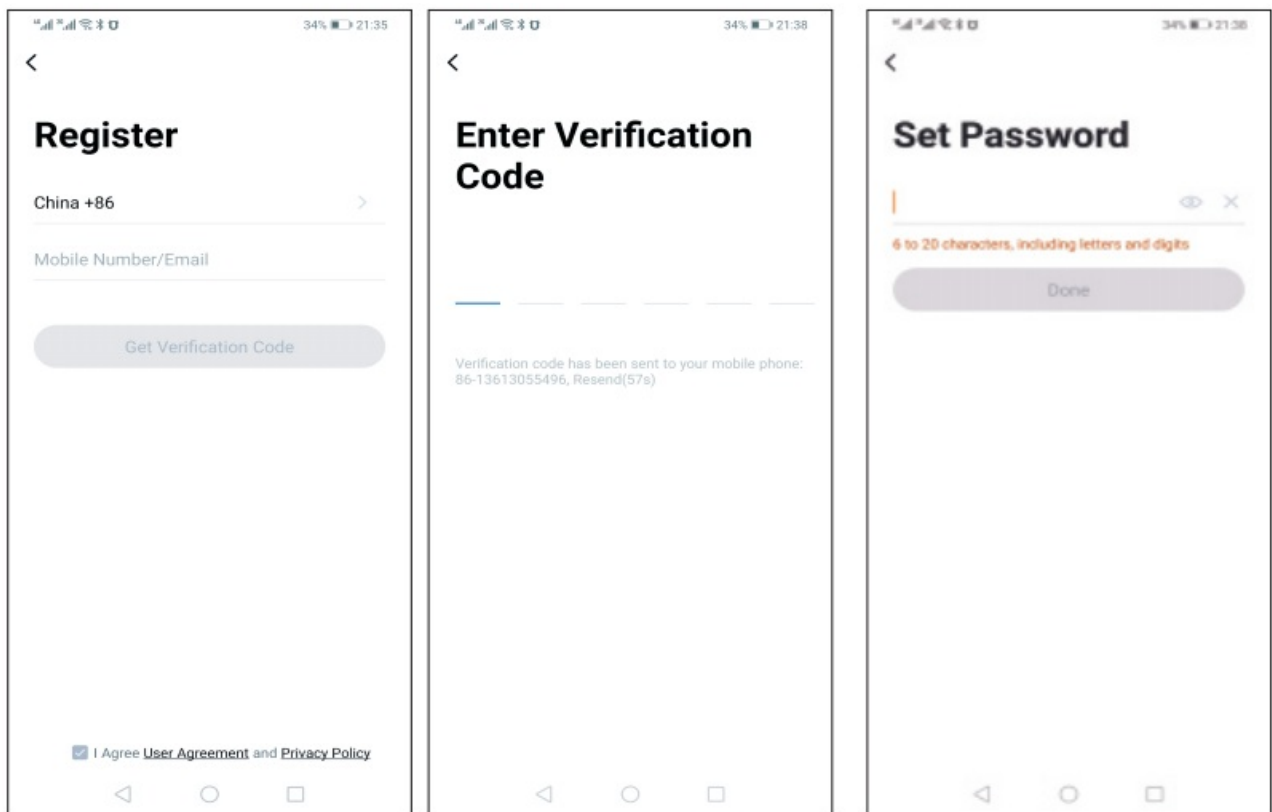 34% 21:35
Register
China +86
Mobile Number/Email
Get Verification Code
I Agree User Agreement and Privacy Policy
34% 21:38
Enter Verification
Code
Verification code has been sent to your mobile phone:
86-13613055496, Resend(57s)
34% 21:38
Set Password
6 to 20 characters, including letters and digits
Done